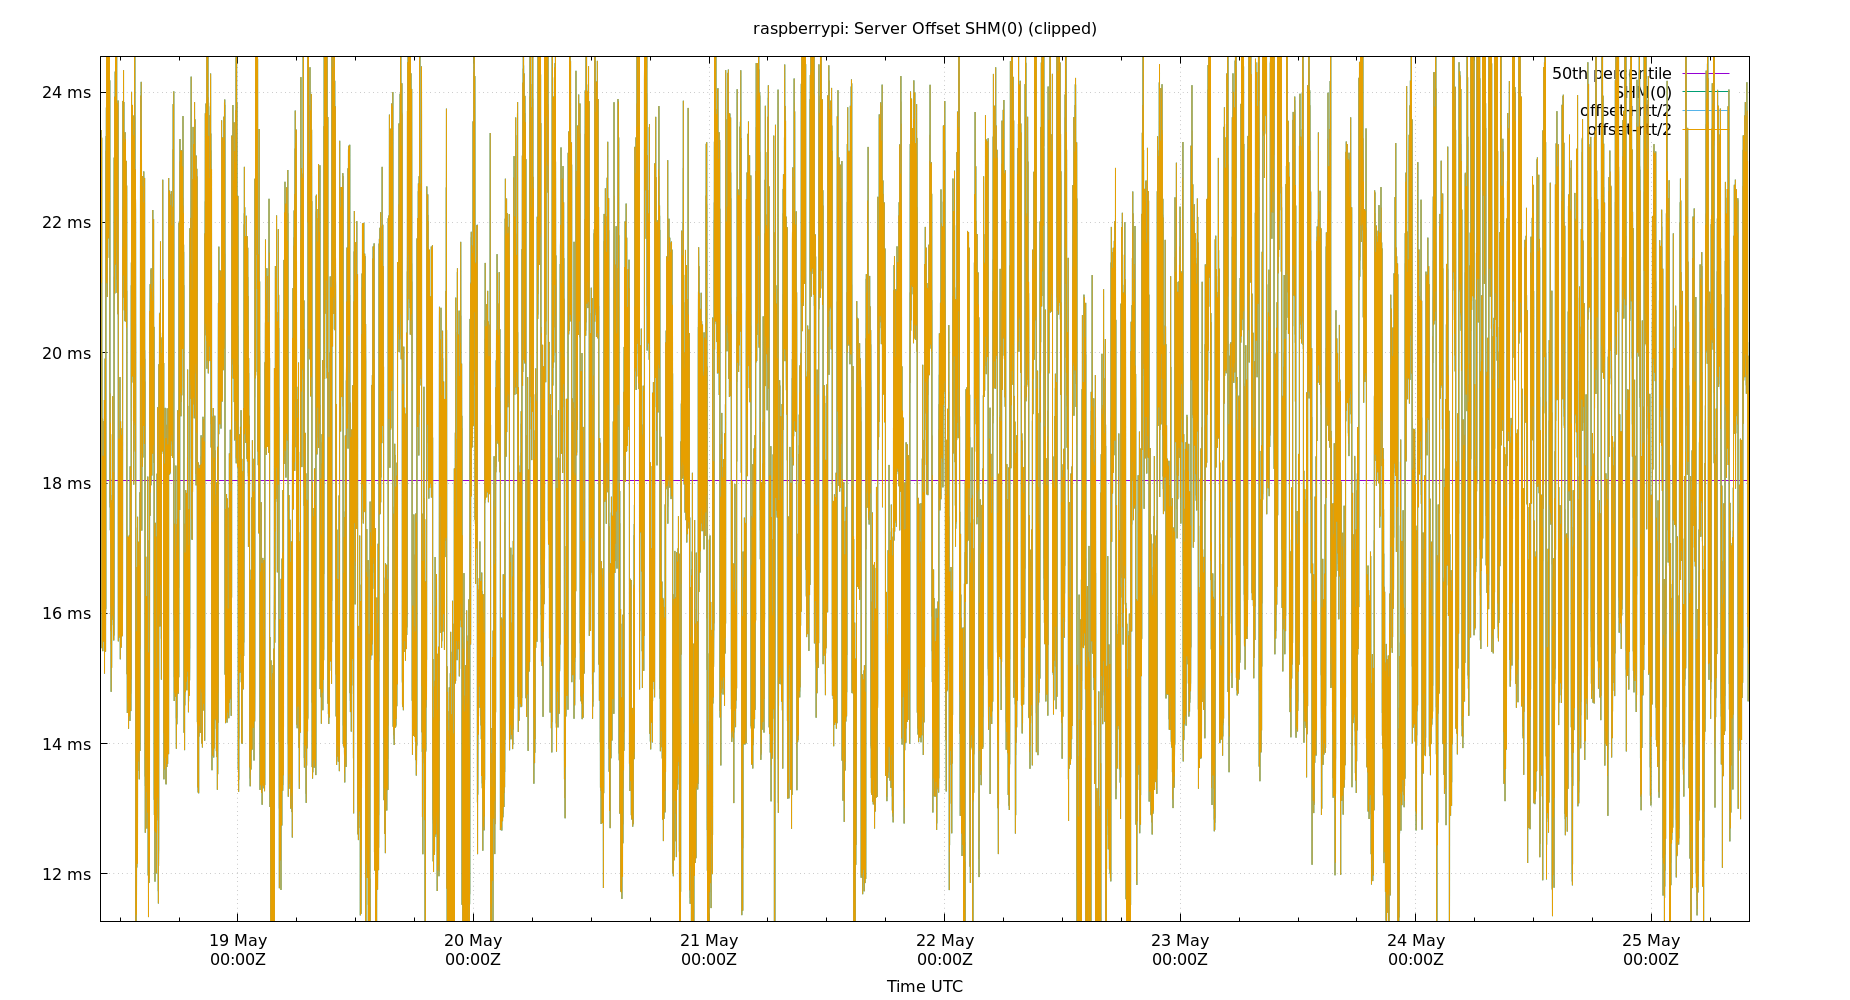 raspberrypi: Server Offset SHM(0) (clipped)
50th percentile
SHM(0)
offset+rtt/2
offset-rtt/2
24 ms
22 ms
20 ms
18 ms
16 ms
14 ms
12 ms
19 May 20 May 21 May 22 May 23 May 24 May 25 May
00:00Z 00:00Z 00:00Z 00:00Z 00:00Z 00:00Z 00:00Z
Time UTC